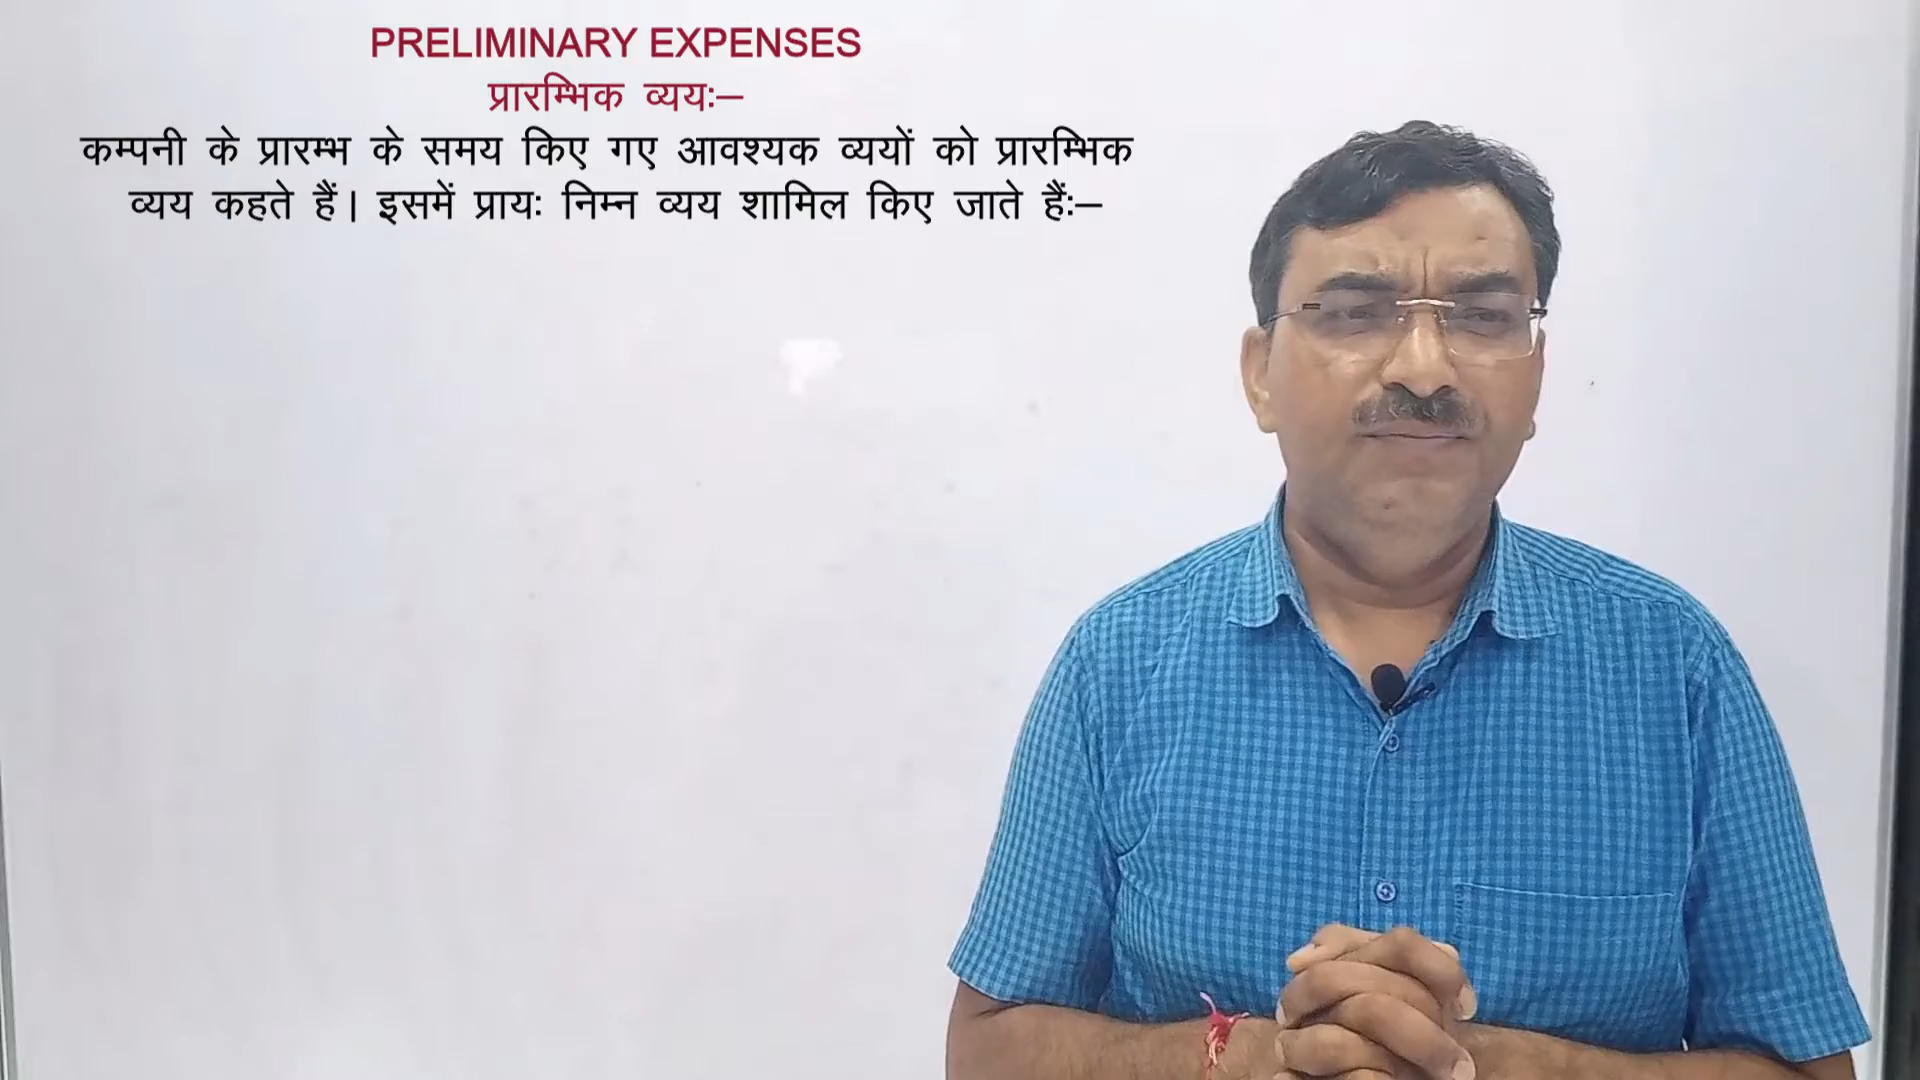 PRELIMINARY EXPENSES
प्रारम्भिक व्ययः–
कम्पनी के प्रारम्भ के समय किए गए आवश्यक व्ययों को प्रारम्भिक
व्यय कहते हैं। इसमें प्रायः निम्न व्यय शामिल किए जाते हैंः–